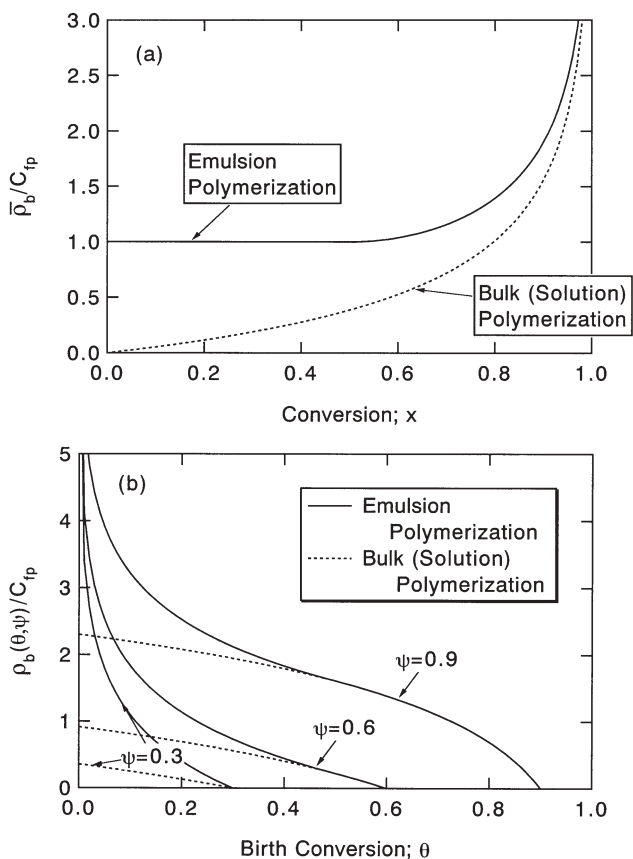 3.0
(a)
2.5
2.0
Emulsion
Polymerization
1.5
ρ̄b/Cfp
1.0
Bulk (Solution)
Polymerization
0.5
0.0
0.0 0.2 0.4 0.6 0.8 1.0
Conversion; x
5
(b)
Emulsion
Polymerization
Bulk (Solution)
Polymerization
4
3
ρb(θ,ψ)/Cfp
2
ψ=0.9
1
ψ=0.6
ψ=0.3
0
0.0 0.2 0.4 0.6 0.8 1.0
Birth Conversion; θ